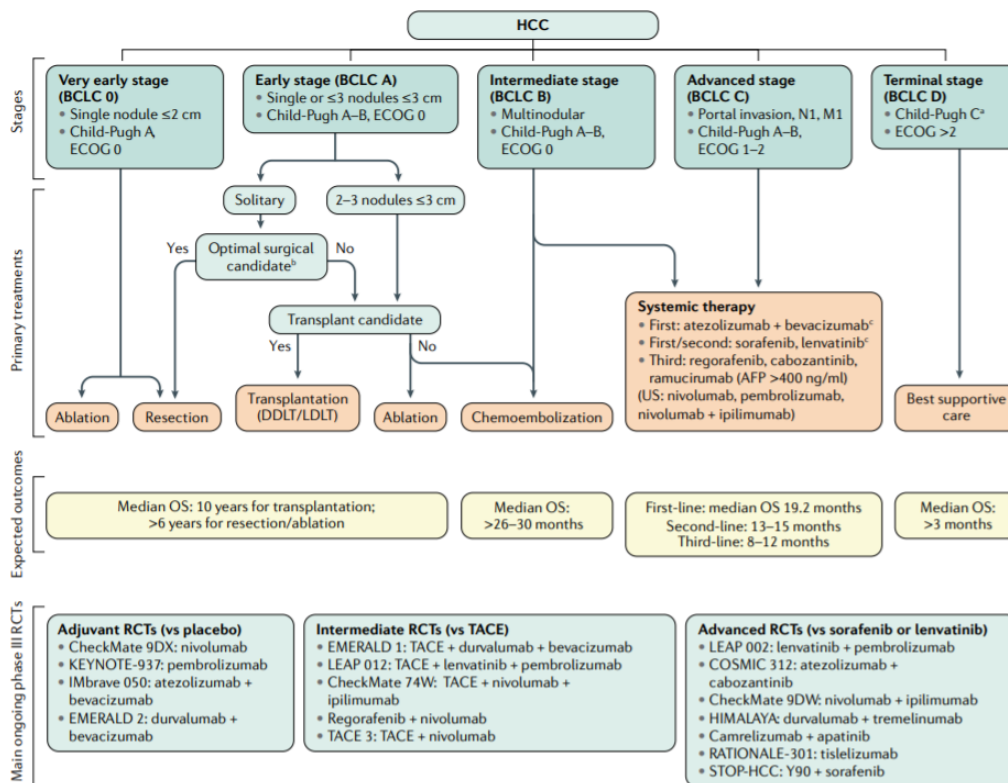 HCC
Stages
Very early stage
(BCLC 0)
• Single nodule ≤2 cm
• Child-Pugh A,
ECOG 0
Early stage (BCLC A)
• Single or ≤3 nodules ≤3 cm
• Child-Pugh A–B, ECOG 0
Intermediate stage
(BCLC B)
• Multinodular
• Child-Pugh A–B,
ECOG 0
Advanced stage
(BCLC C)
• Portal invasion, N1, M1
• Child-Pugh A–B,
ECOG 1–2
Terminal stage
(BCLC D)
• Child-Pugh Cᵃ
• ECOG >2
Primary treatments
Solitary
2–3 nodules ≤3 cm
Yes
Optimal surgical
candidateᵇ
No
Transplant candidate
Yes
No
Ablation
Resection
Transplantation
(DDLT/LDLT)
Ablation
Chemoembolization
Systemic therapy
• First: atezolizumab + bevacizumabᶜ
• First/second: sorafenib, lenvatinibᶜ
• Third: regorafenib, cabozantinib,
ramucirumab (AFP >400 ng/ml)
(US: nivolumab, pembrolizumab,
nivolumab + ipilimumab)
Best supportive
care
Expected outcomes
Median OS: 10 years for transplantation;
>6 years for resection/ablation
Median OS:
>26–30 months
First-line: median OS 19.2 months
Second-line: 13–15 months
Third-line: 8–12 months
Median OS:
>3 months
Main ongoing phase III RCTs
Adjuvant RCTs (vs placebo)
• CheckMate 9DX: nivolumab
• KEYNOTE-937: pembrolizumab
• IMbrave 050: atezolizumab +
bevacizumab
• EMERALD 2: durvalumab +
bevacizumab
Intermediate RCTs (vs TACE)
• EMERALD 1: TACE + durvalumab + bevacizumab
• LEAP 012: TACE + lenvatinib + pembrolizumab
• CheckMate 74W: TACE + nivolumab +
ipilimumab
• Regorafenib + nivolumab
• TACE 3: TACE + nivolumab
Advanced RCTs (vs sorafenib or lenvatinib)
• LEAP 002: lenvatinib + pembrolizumab
• COSMIC 312: atezolizumab +
cabozantinib
• CheckMate 9DW: nivolumab + ipilimumab
• HIMALAYA: durvalumab + tremelinumab
• Camrelizumab + apatinib
• RATIONALE-301: tislelizumab
• STOP-HCC: Y90 + sorafenib